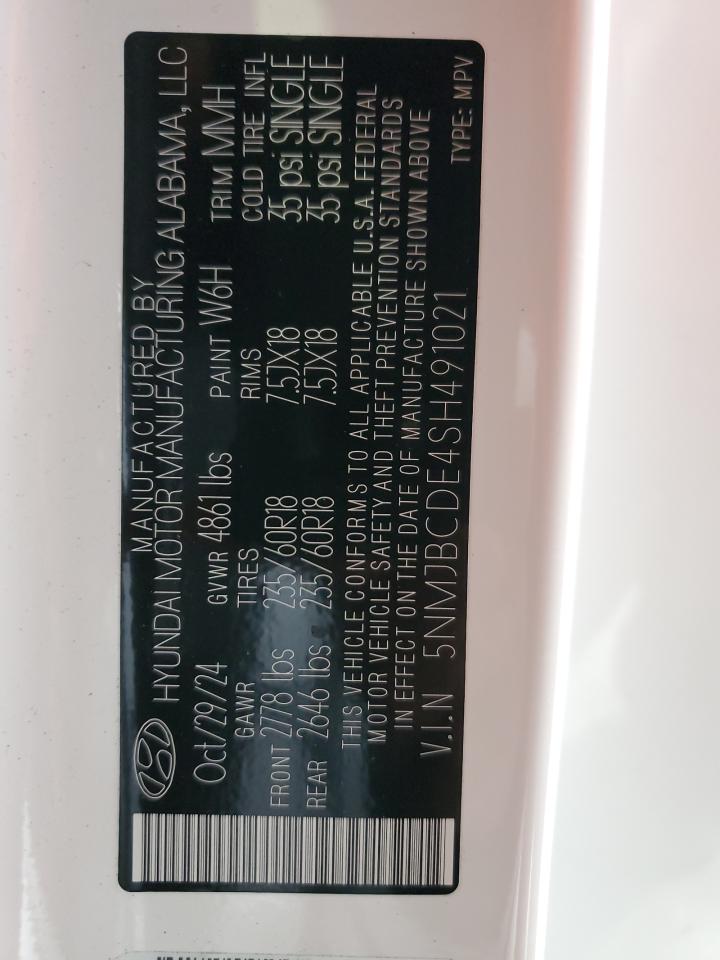 MANUFACTURED BY
HYUNDAI MOTOR MANUFACTURING ALABAMA, LLC
Oct/29/24 GVWR 4861 lbs PAINT W6H TRIM MMH
GAWR TIRES RIMS COLD TIRE INFL
FRONT 2778 lbs 235/60R18 7.5JX18 35 psi SINGLE
REAR 2646 lbs 235/60R18 7.5JX18 35 psi SINGLE
THIS VEHICLE CONFORMS TO ALL APPLICABLE U.S.A. FEDERAL
MOTOR VEHICLE SAFETY AND THEFT PREVENTION STANDARDS
IN EFFECT ON THE DATE OF MANUFACTURE SHOWN ABOVE
V.I.N 5NMJBCDE4SH491021 TYPE: MPV